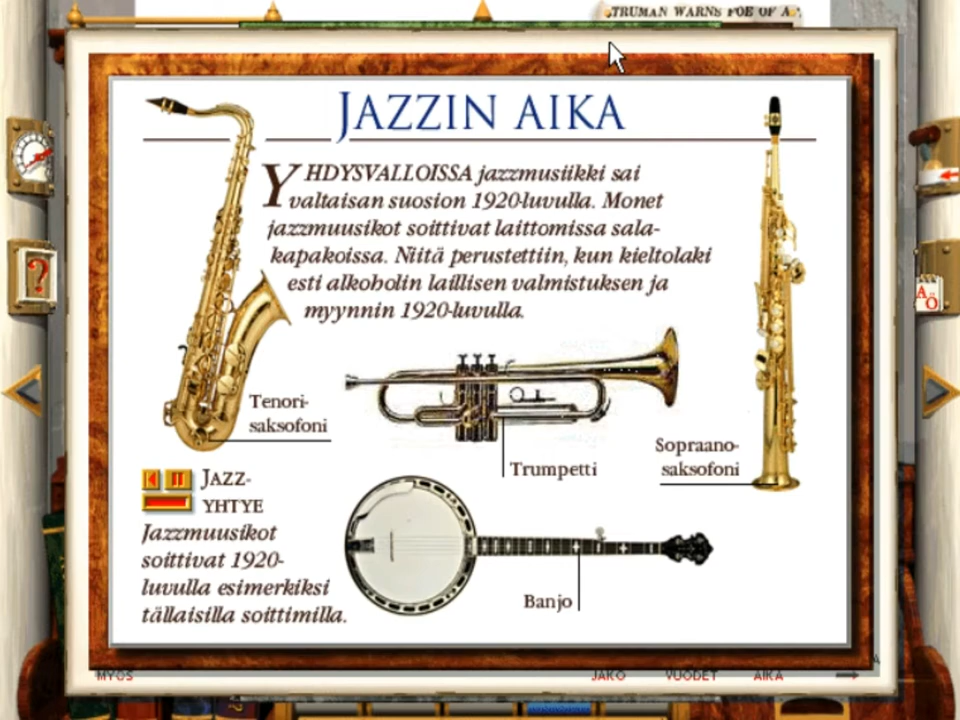 TRUMAN WARNS FOE OF A
JAZZIN AIKA
YHDYSVALLOISSA jazzmusiikki sai
valtaisan suosion 1920-luvulla. Monet
jazzmuusikot soittivat laittomissa sala-
kapakoissa. Niitä perustettiin, kun kieltolaki
esti alkoholin laillisen valmistuksen ja
myynnin 1920-luvulla.
Tenori-
saksofoni
Trumpetti
Sopraano-
saksofoni
JAZZ-
YHTYE
Jazzmuusikot
soittivat 1920-
luvulla esimerkiksi
tällaisilla soittimilla.
Banjo
MYÖS
JAKO VUODET AIKA
?
A
Ö